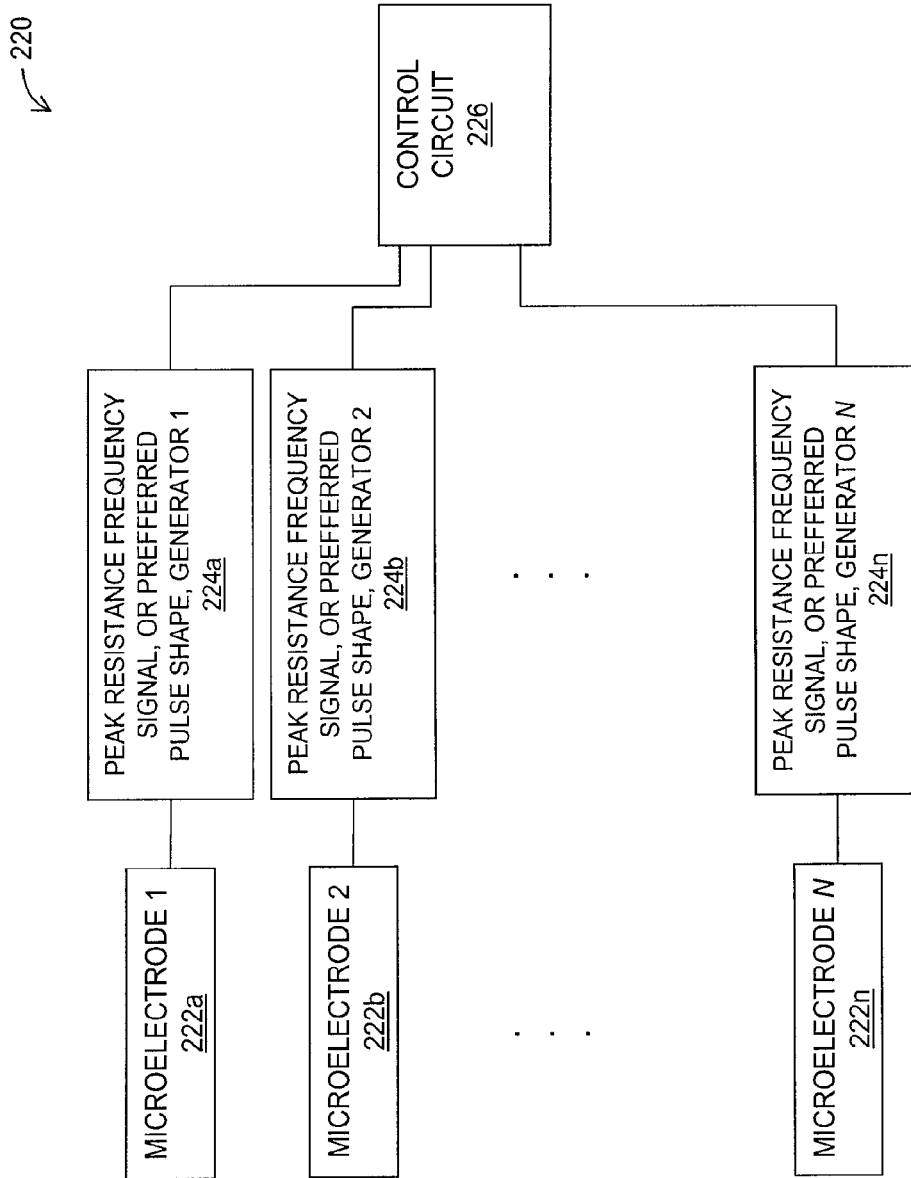 220
MICROELECTRODE 1
222a
PEAK RESISTANCE FREQUENCY
SIGNAL, OR PREFFERRED
PULSE SHAPE, GENERATOR 1
224a
MICROELECTRODE 2
222b
PEAK RESISTANCE FREQUENCY
SIGNAL, OR PREFFERRED
PULSE SHAPE, GENERATOR 2
224b
CONTROL
CIRCUIT
226
. . .
. . .
MICROELECTRODE N
222n
PEAK RESISTANCE FREQUENCY
SIGNAL, OR PREFFERRED
PULSE SHAPE, GENERATOR N
224n